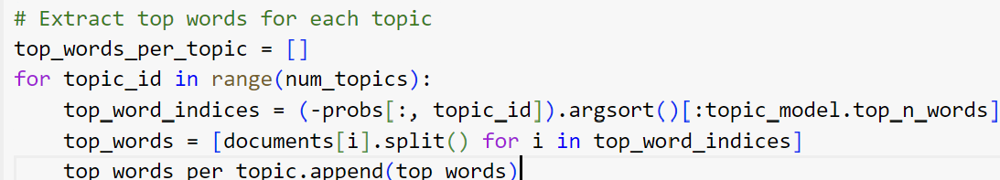 # Extract top words for each topic
top_words_per_topic = []
for topic_id in range(num_topics):
    top_word_indices = (-probs[:, topic_id]).argsort()[:topic_model.top_n_words]
    top_words = [documents[i].split() for i in top_word_indices]
    top_words_per_topic.append(top_words)